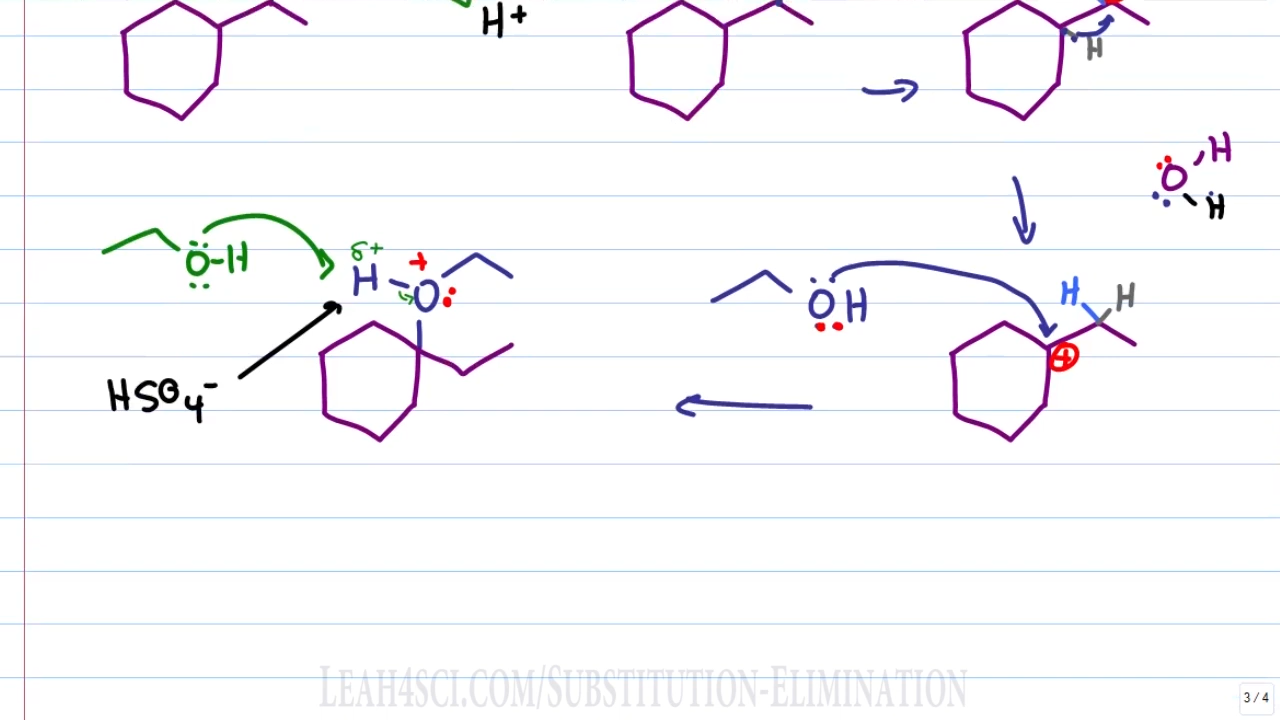 H+
H
O H
H
O-H
δ+
H O +
OH
H H
+
HSO4-
LEAH4SCI.COM/SUBSTITUTION-ELIMINATION
3 / 4